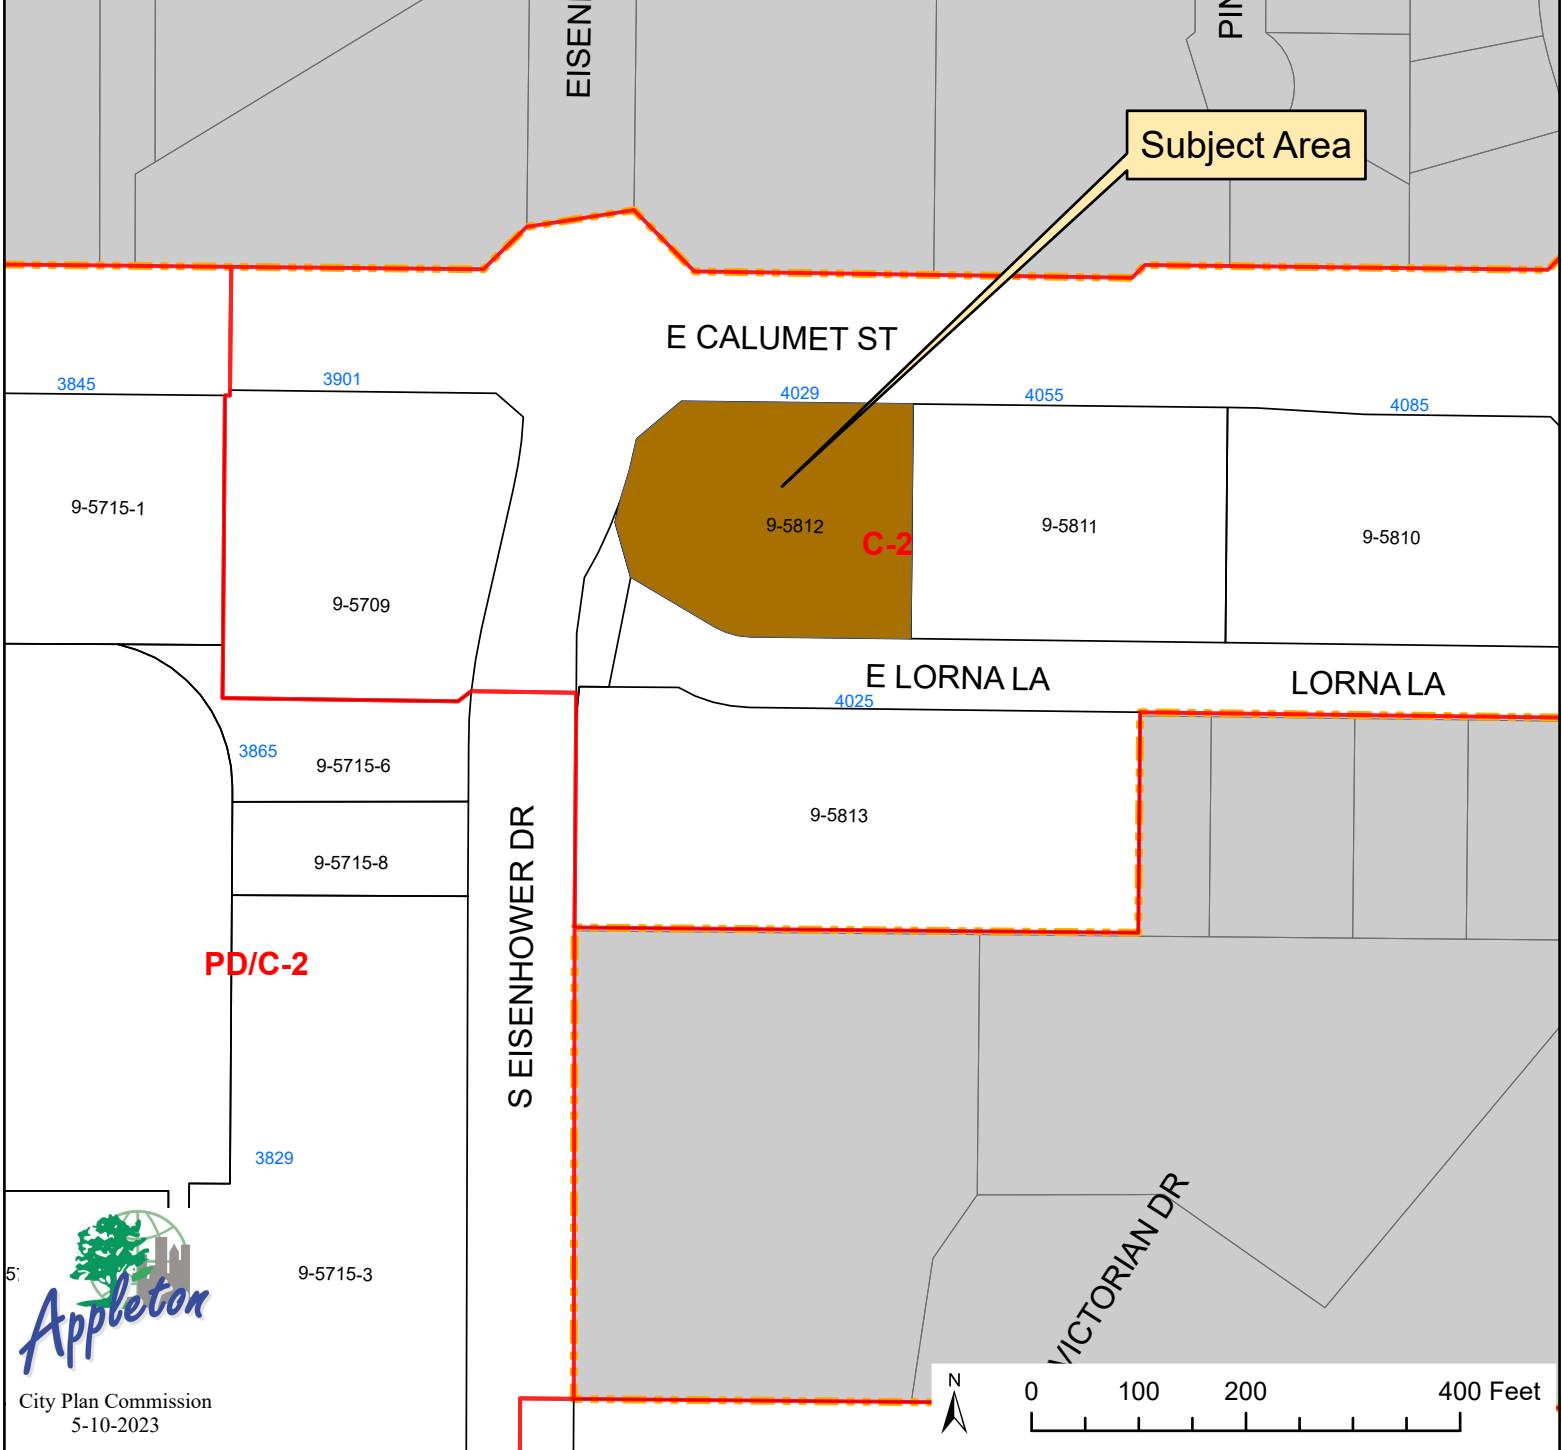 EISEN
PIN
Subject Area
E CALUMET ST
3845
3901
4029
4055
4085
9-5715-1
9-5812
C-2
9-5811
9-5810
9-5709
E LORNA LA
LORNA LA
4025
3865
9-5715-6
9-5813
9-5715-8
S EISENHOWER DR
PD/C-2
3829
VICTORIAN DR
9-5715-3
Appleton
City Plan Commission
5-10-2023
N
0 100 200 400 Feet